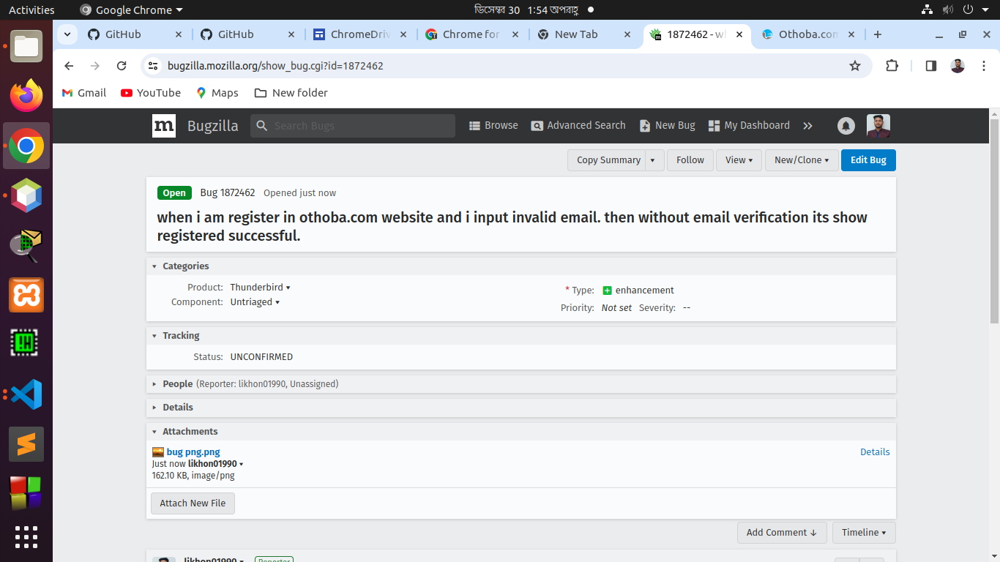 Activities Google Chrome ডিসেম্বর 30 1:54 অপরাহ্ণ
GitHub GitHub ChromeDriv Chrome for New Tab 1872462 - wh Othoba.com
bugzilla.mozilla.org/show_bug.cgi?id=1872462
Gmail YouTube Maps New folder
m Bugzilla Search Bugs Browse Advanced Search New Bug My Dashboard
Copy Summary Follow View New/Clone Edit Bug
Open Bug 1872462 Opened just now
when i am register in othoba.com website and i input invalid email. then without email verification its show
registered successful.
Categories
Product: Thunderbird * Type: enhancement
Component: Untriaged Priority: Not set Severity: --
Tracking
Status: UNCONFIRMED
People (Reporter: likhon01990, Unassigned)
Details
Attachments
bug png.png Details
Just now likhon01990
162.10 KB, image/png
Attach New File
Add Comment ↓ Timeline
likhon01990 Reporter